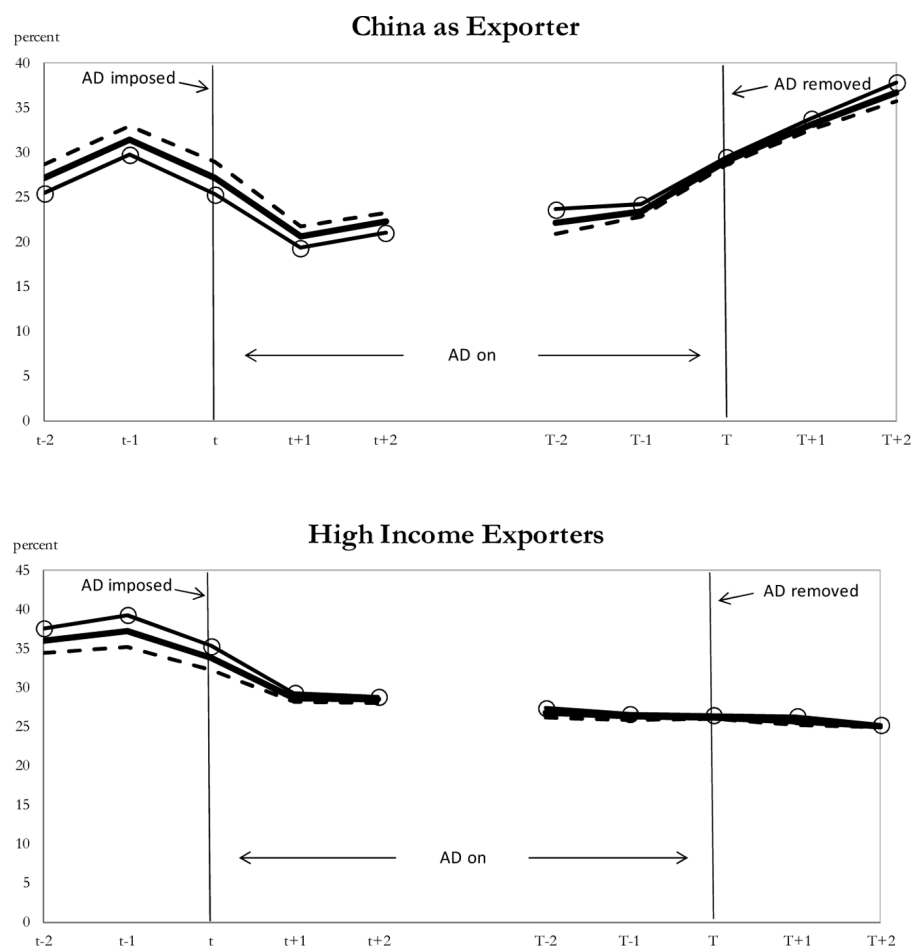 China as Exporter
percent
40
AD imposed
AD removed
35
30
25
20
15
10
AD on
5
0
t-2 t-1 t t+1 t+2 T-2 T-1 T T+1 T+2
High Income Exporters
percent
45
AD imposed
AD removed
40
35
30
25
20
15
10
AD on
5
0
t-2 t-1 t t+1 t+2 T-2 T-1 T T+1 T+2